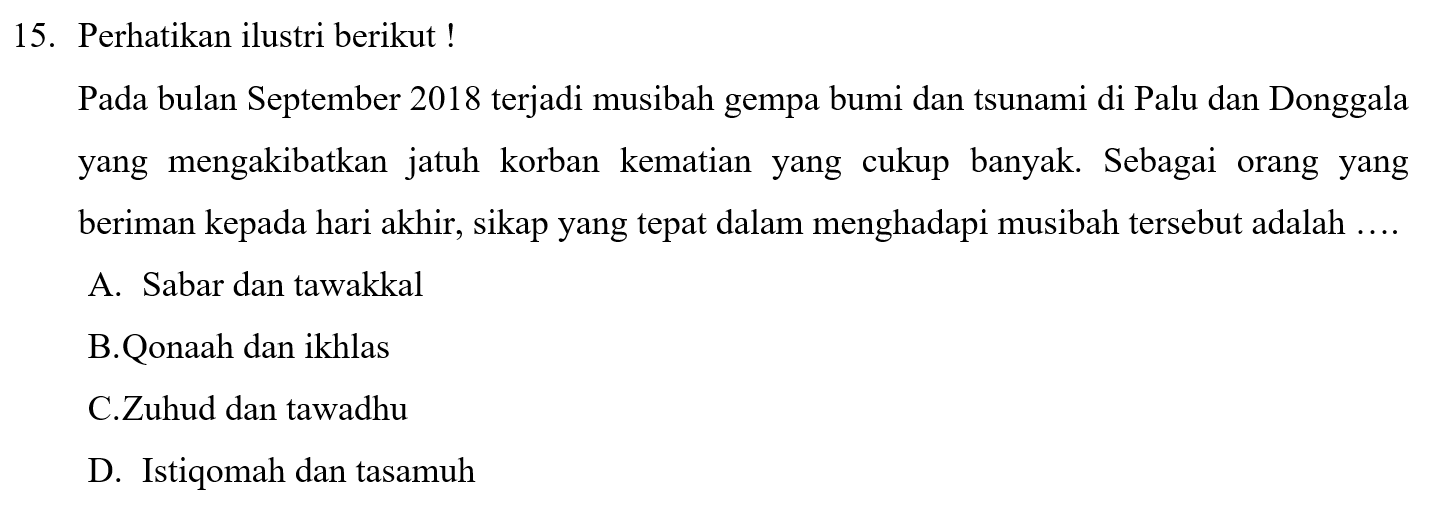 15. Perhatikan ilustri berikut !
Pada bulan September 2018 terjadi musibah gempa bumi dan tsunami di Palu dan Donggala
yang mengakibatkan jatuh korban kematian yang cukup banyak. Sebagai orang yang
beriman kepada hari akhir, sikap yang tepat dalam menghadapi musibah tersebut adalah ….
A. Sabar dan tawakkal
B.Qonaah dan ikhlas
C.Zuhud dan tawadhu
D. Istiqomah dan tasamuh